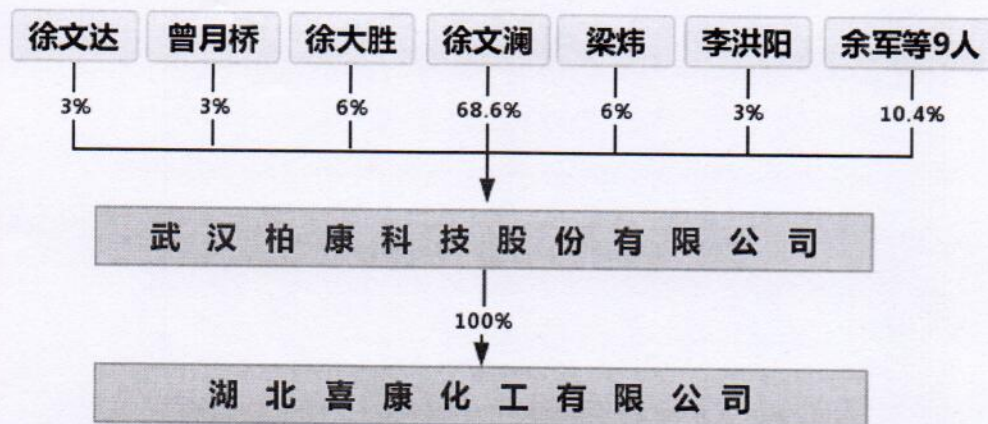 徐文达 曾月桥 徐大胜 徐文澜 梁炜 李洪阳 余军等9人
3% 3% 6% 68.6% 6% 3% 10.4%
武汉柏康科技股份有限公司
100%
湖北喜康化工有限公司